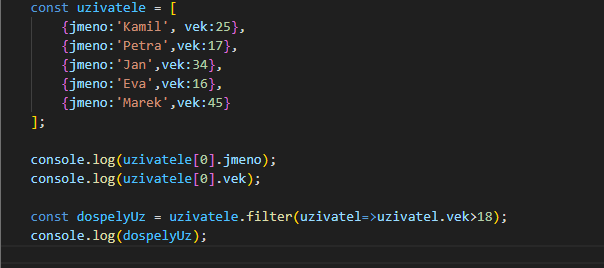 const uzivatele = [
    {jmeno:'Kamil', vek:25},
    {jmeno:'Petra',vek:17},
    {jmeno:'Jan',vek:34},
    {jmeno:'Eva',vek:16},
    {jmeno:'Marek',vek:45}
];

console.log(uzivatele[0].jmeno);
console.log(uzivatele[0].vek);

const dospelyUz = uzivatele.filter(uzivatel=>uzivatel.vek>18);
console.log(dospelyUz);